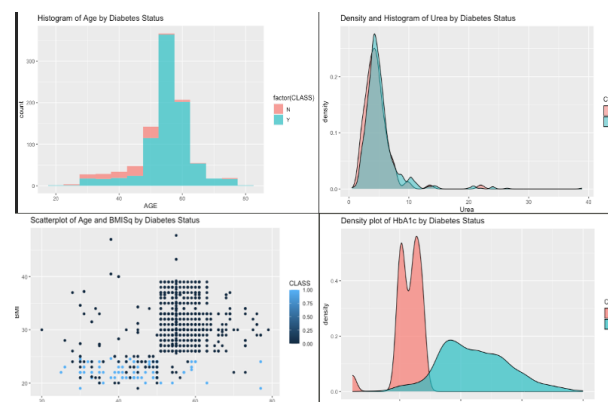 Histogram of Age by Diabetes Status
300
200
100
0
count
20
40
60
80
AGE
factor(CLASS)
N
Y
Density and Histogram of Urea by Diabetes Status
0.2
0.1
0.0
density
0
10
20
30
40
Urea
C
Scatterplot of Age and BMISq by Diabetes Status
40
30
20
BMI
20
40
60
80
CLASS
1.00
0.75
0.50
0.25
0.00
Density plot of HbA1c by Diabetes Status
0.4
0.2
0.0
density
C